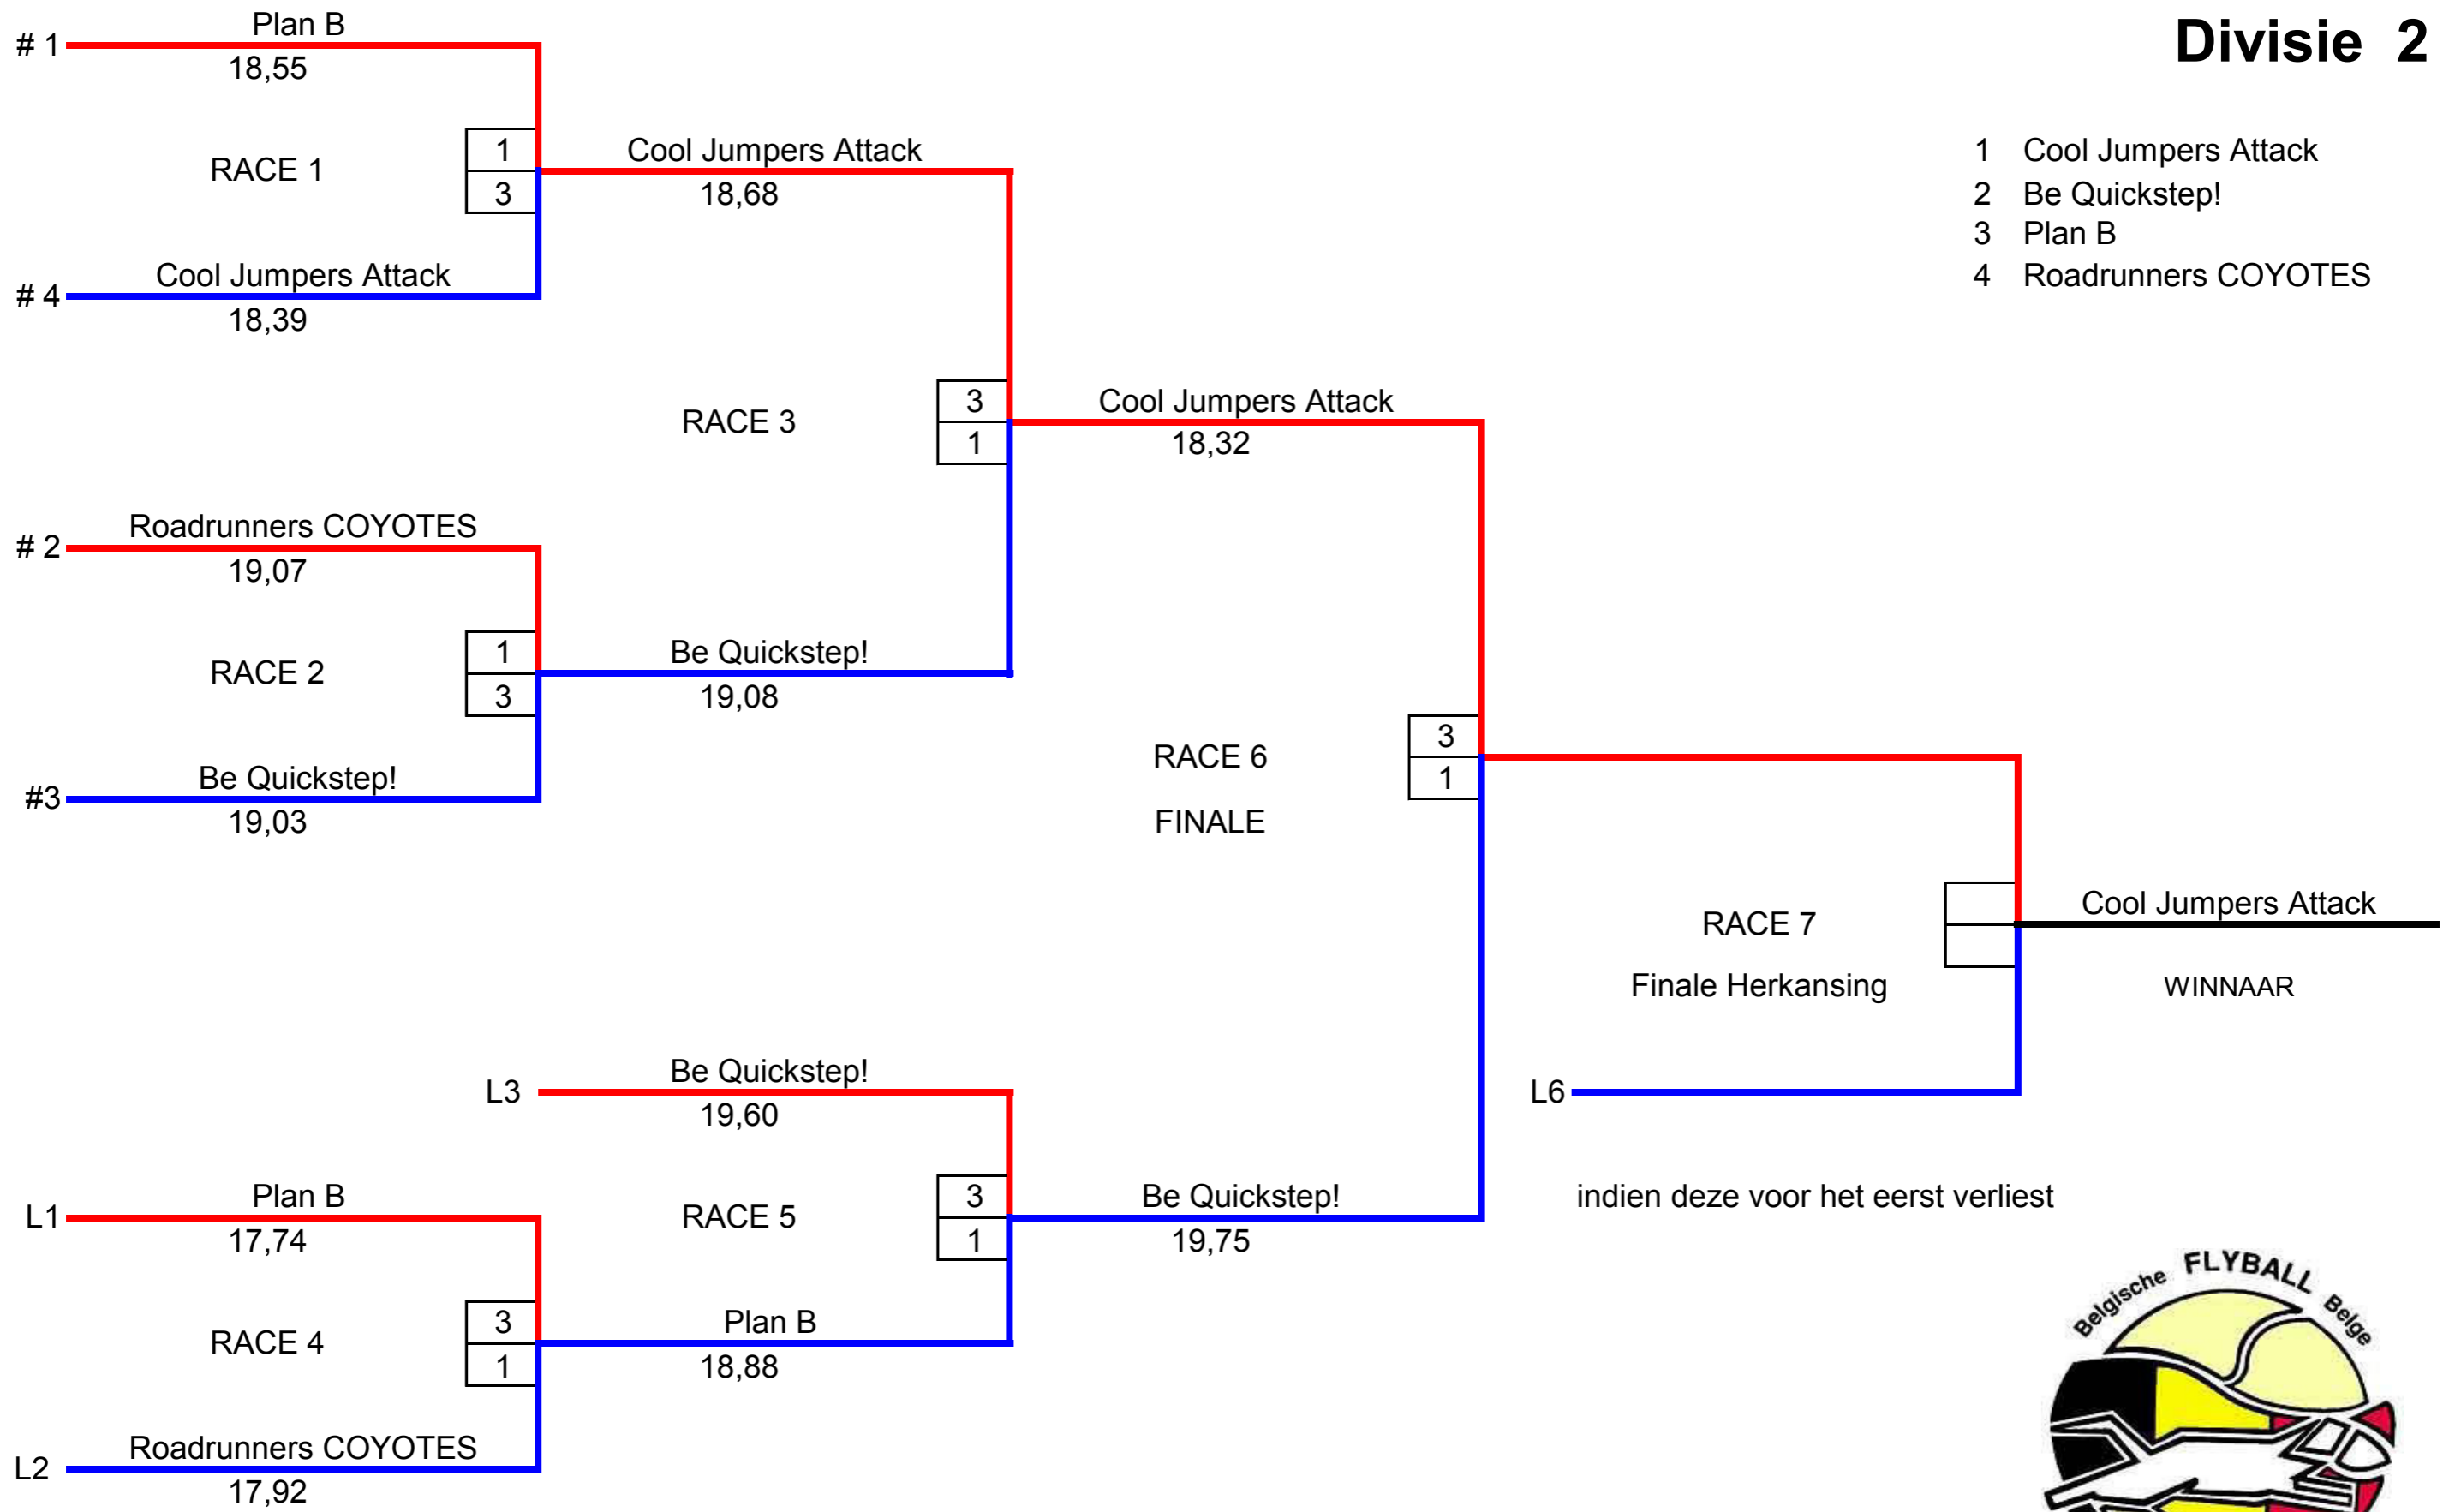 Divisie 2
1 Cool Jumpers Attack
2 Be Quickstep!
3 Plan B
4 Roadrunners COYOTES
# 1
Plan B
18,55
RACE 1
1
3
# 4
Cool Jumpers Attack
18,39
Cool Jumpers Attack
18,68
RACE 3
3
1
Cool Jumpers Attack
18,32
# 2
Roadrunners COYOTES
19,07
RACE 2
1
3
#3
Be Quickstep!
19,03
Be Quickstep!
19,08
RACE 6
FINALE
3
1
RACE 7
Finale Herkansing
Cool Jumpers Attack
WINNAAR
L6
indien deze voor het eerst verliest
L3
Be Quickstep!
19,60
RACE 5
3
1
Be Quickstep!
19,75
L1
Plan B
17,74
RACE 4
3
1
Plan B
18,88
L2
Roadrunners COYOTES
17,92
Belgische FLYBALL Belge